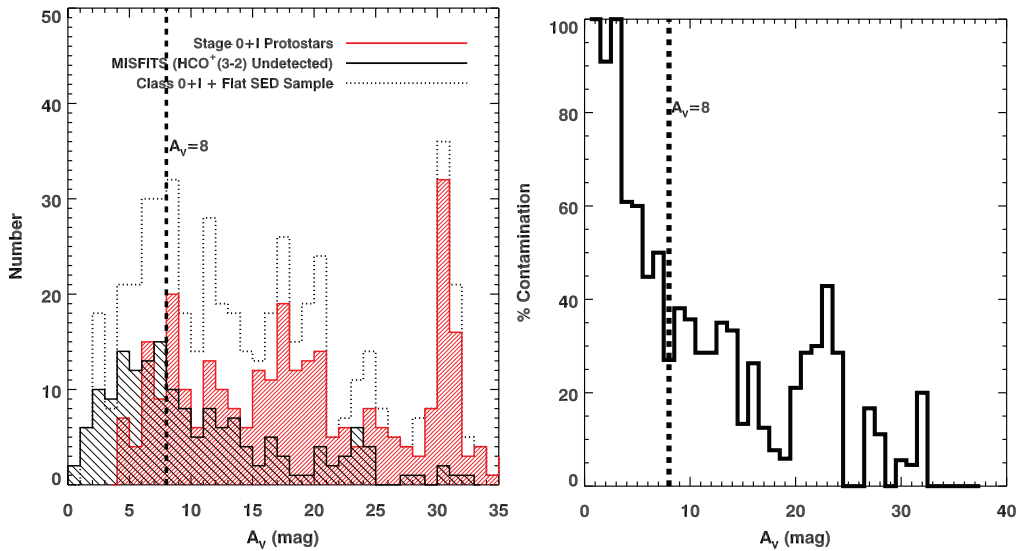 50
40
30
20
10
0
Number
Stage 0+I Protostars
MISFITS (HCO⁺(3-2) Undetected)
Class 0+I + Flat SED Sample
Aᵥ=8
0 5 10 15 20 25 30 35
Aᵥ (mag)
100
80
60
40
20
0
% Contamination
Aᵥ=8
0 10 20 30 40
Aᵥ (mag)